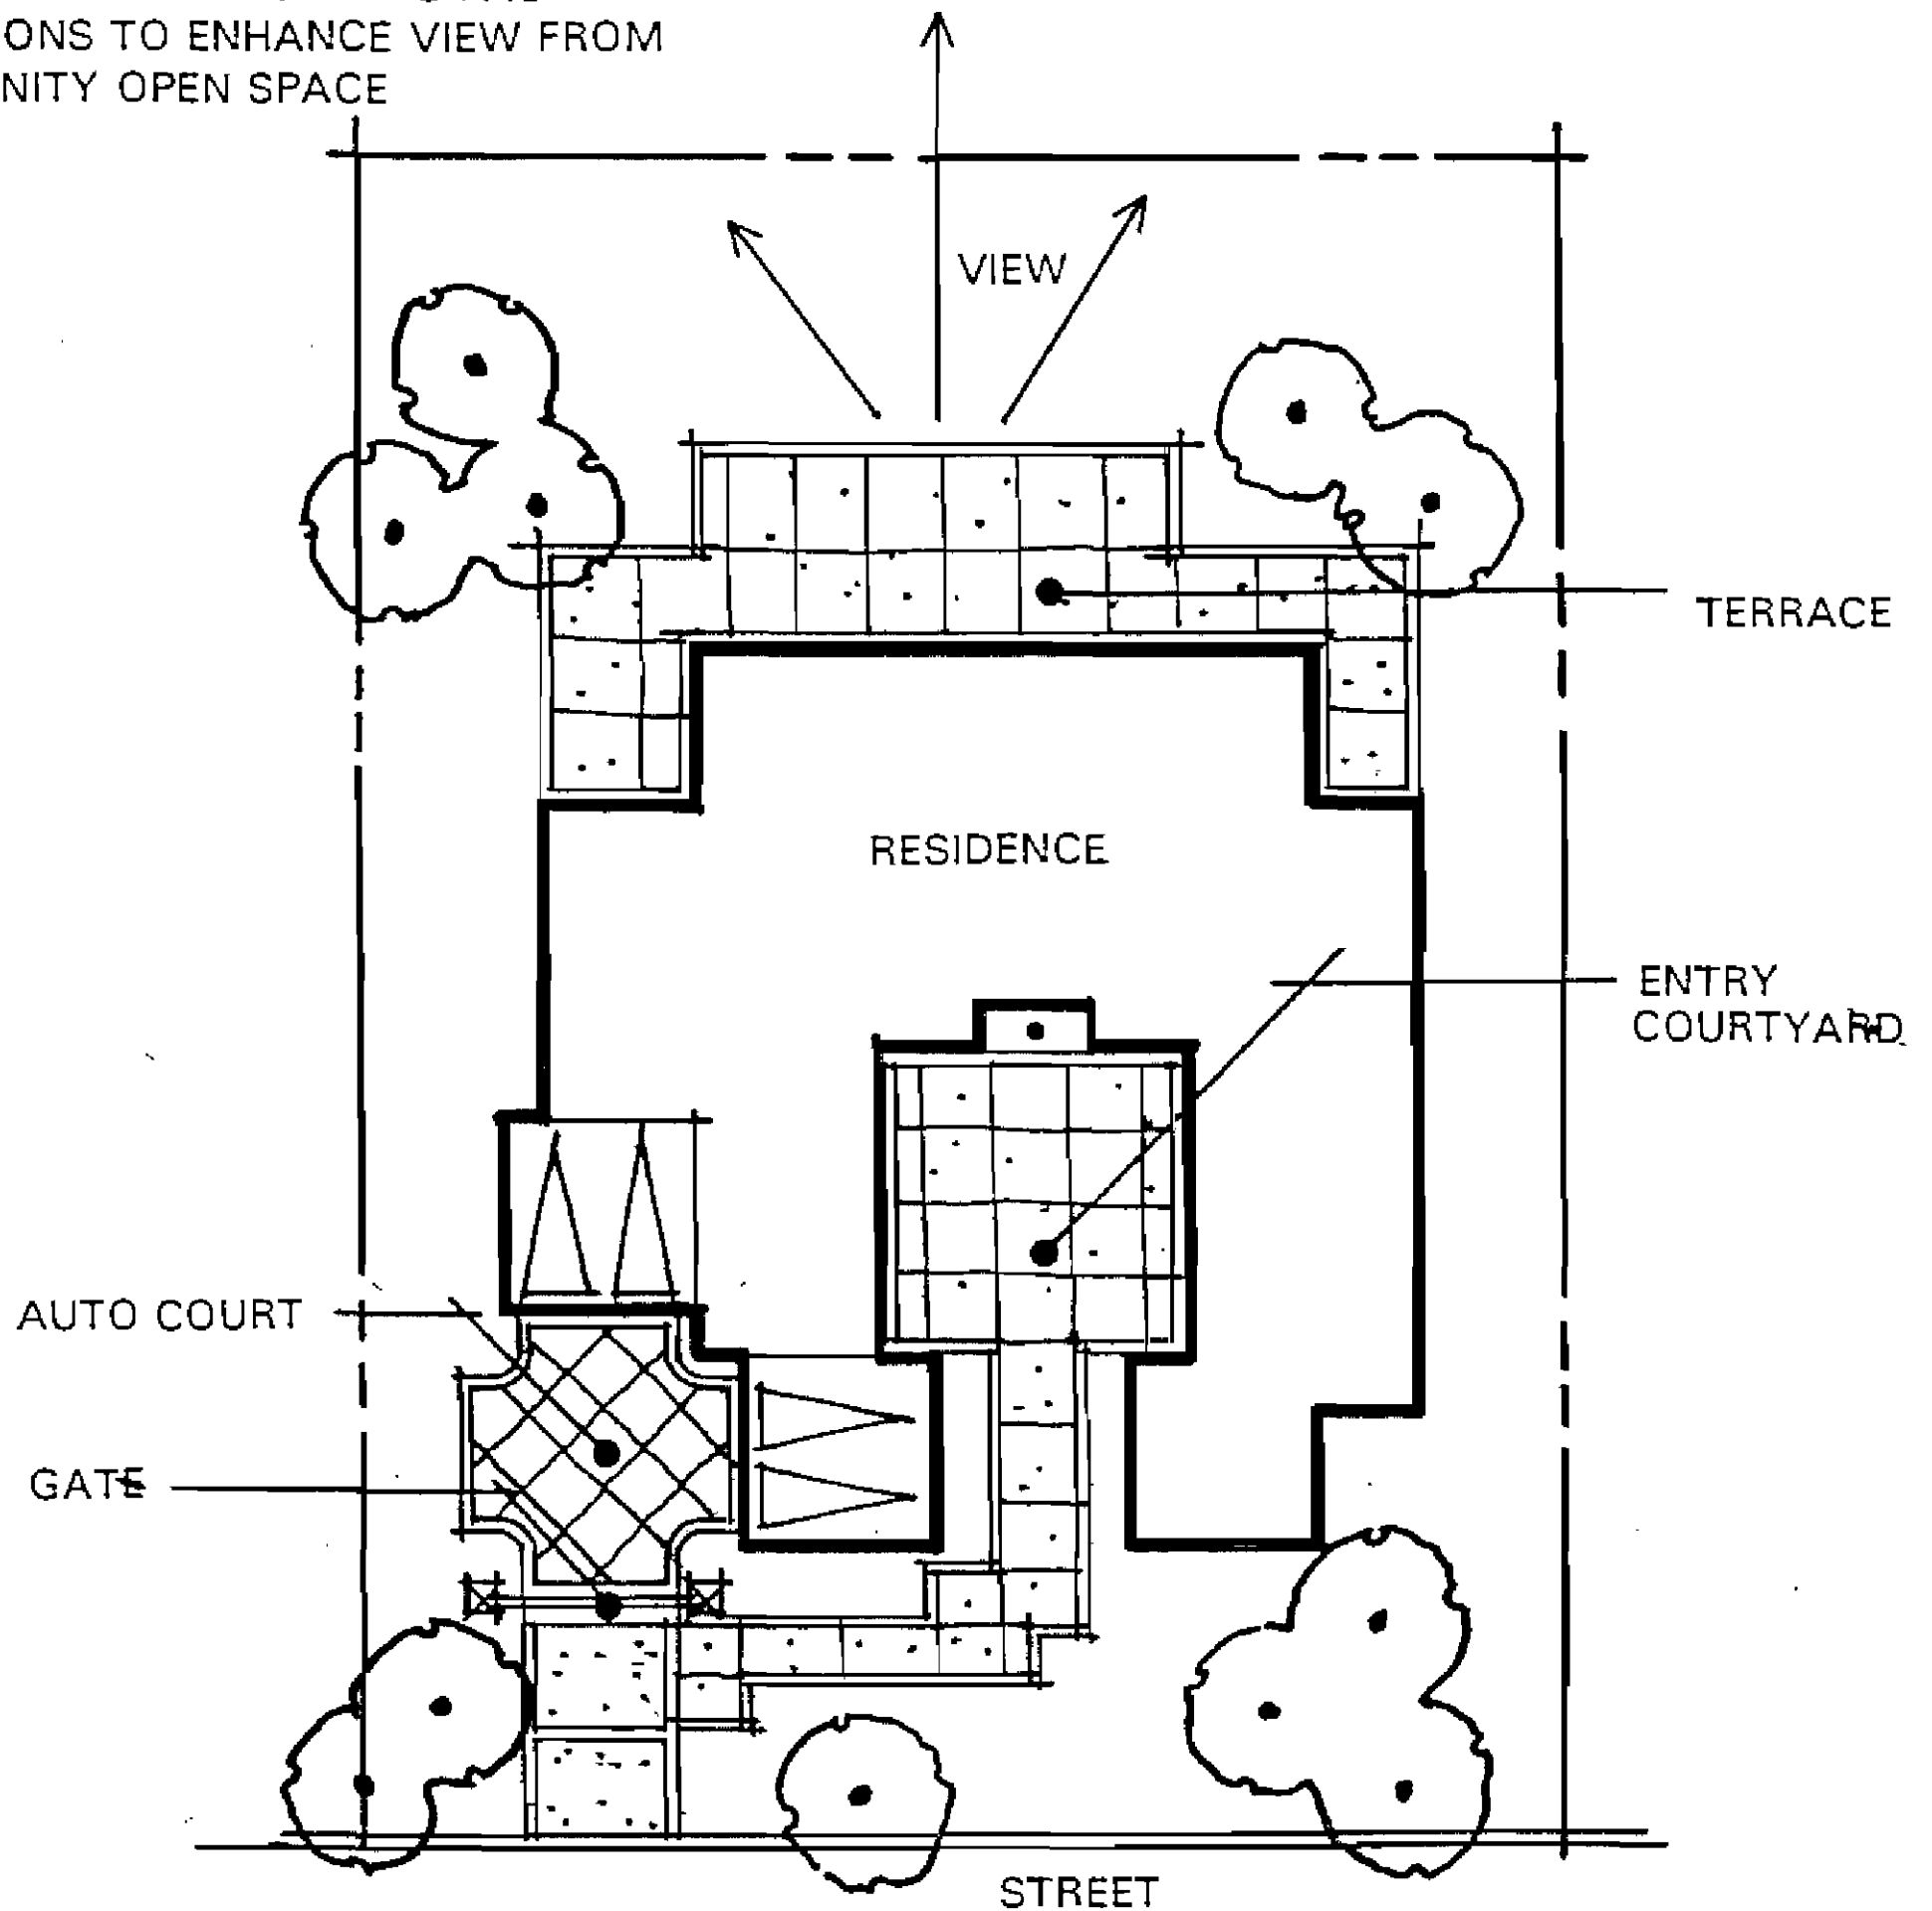 ONS TO ENHANCE VIEW FROM
NITY OPEN SPACE
VIEW
TERRACE
RESIDENCE
ENTRY
COURTYARD
AUTO COURT
GATE
STREET